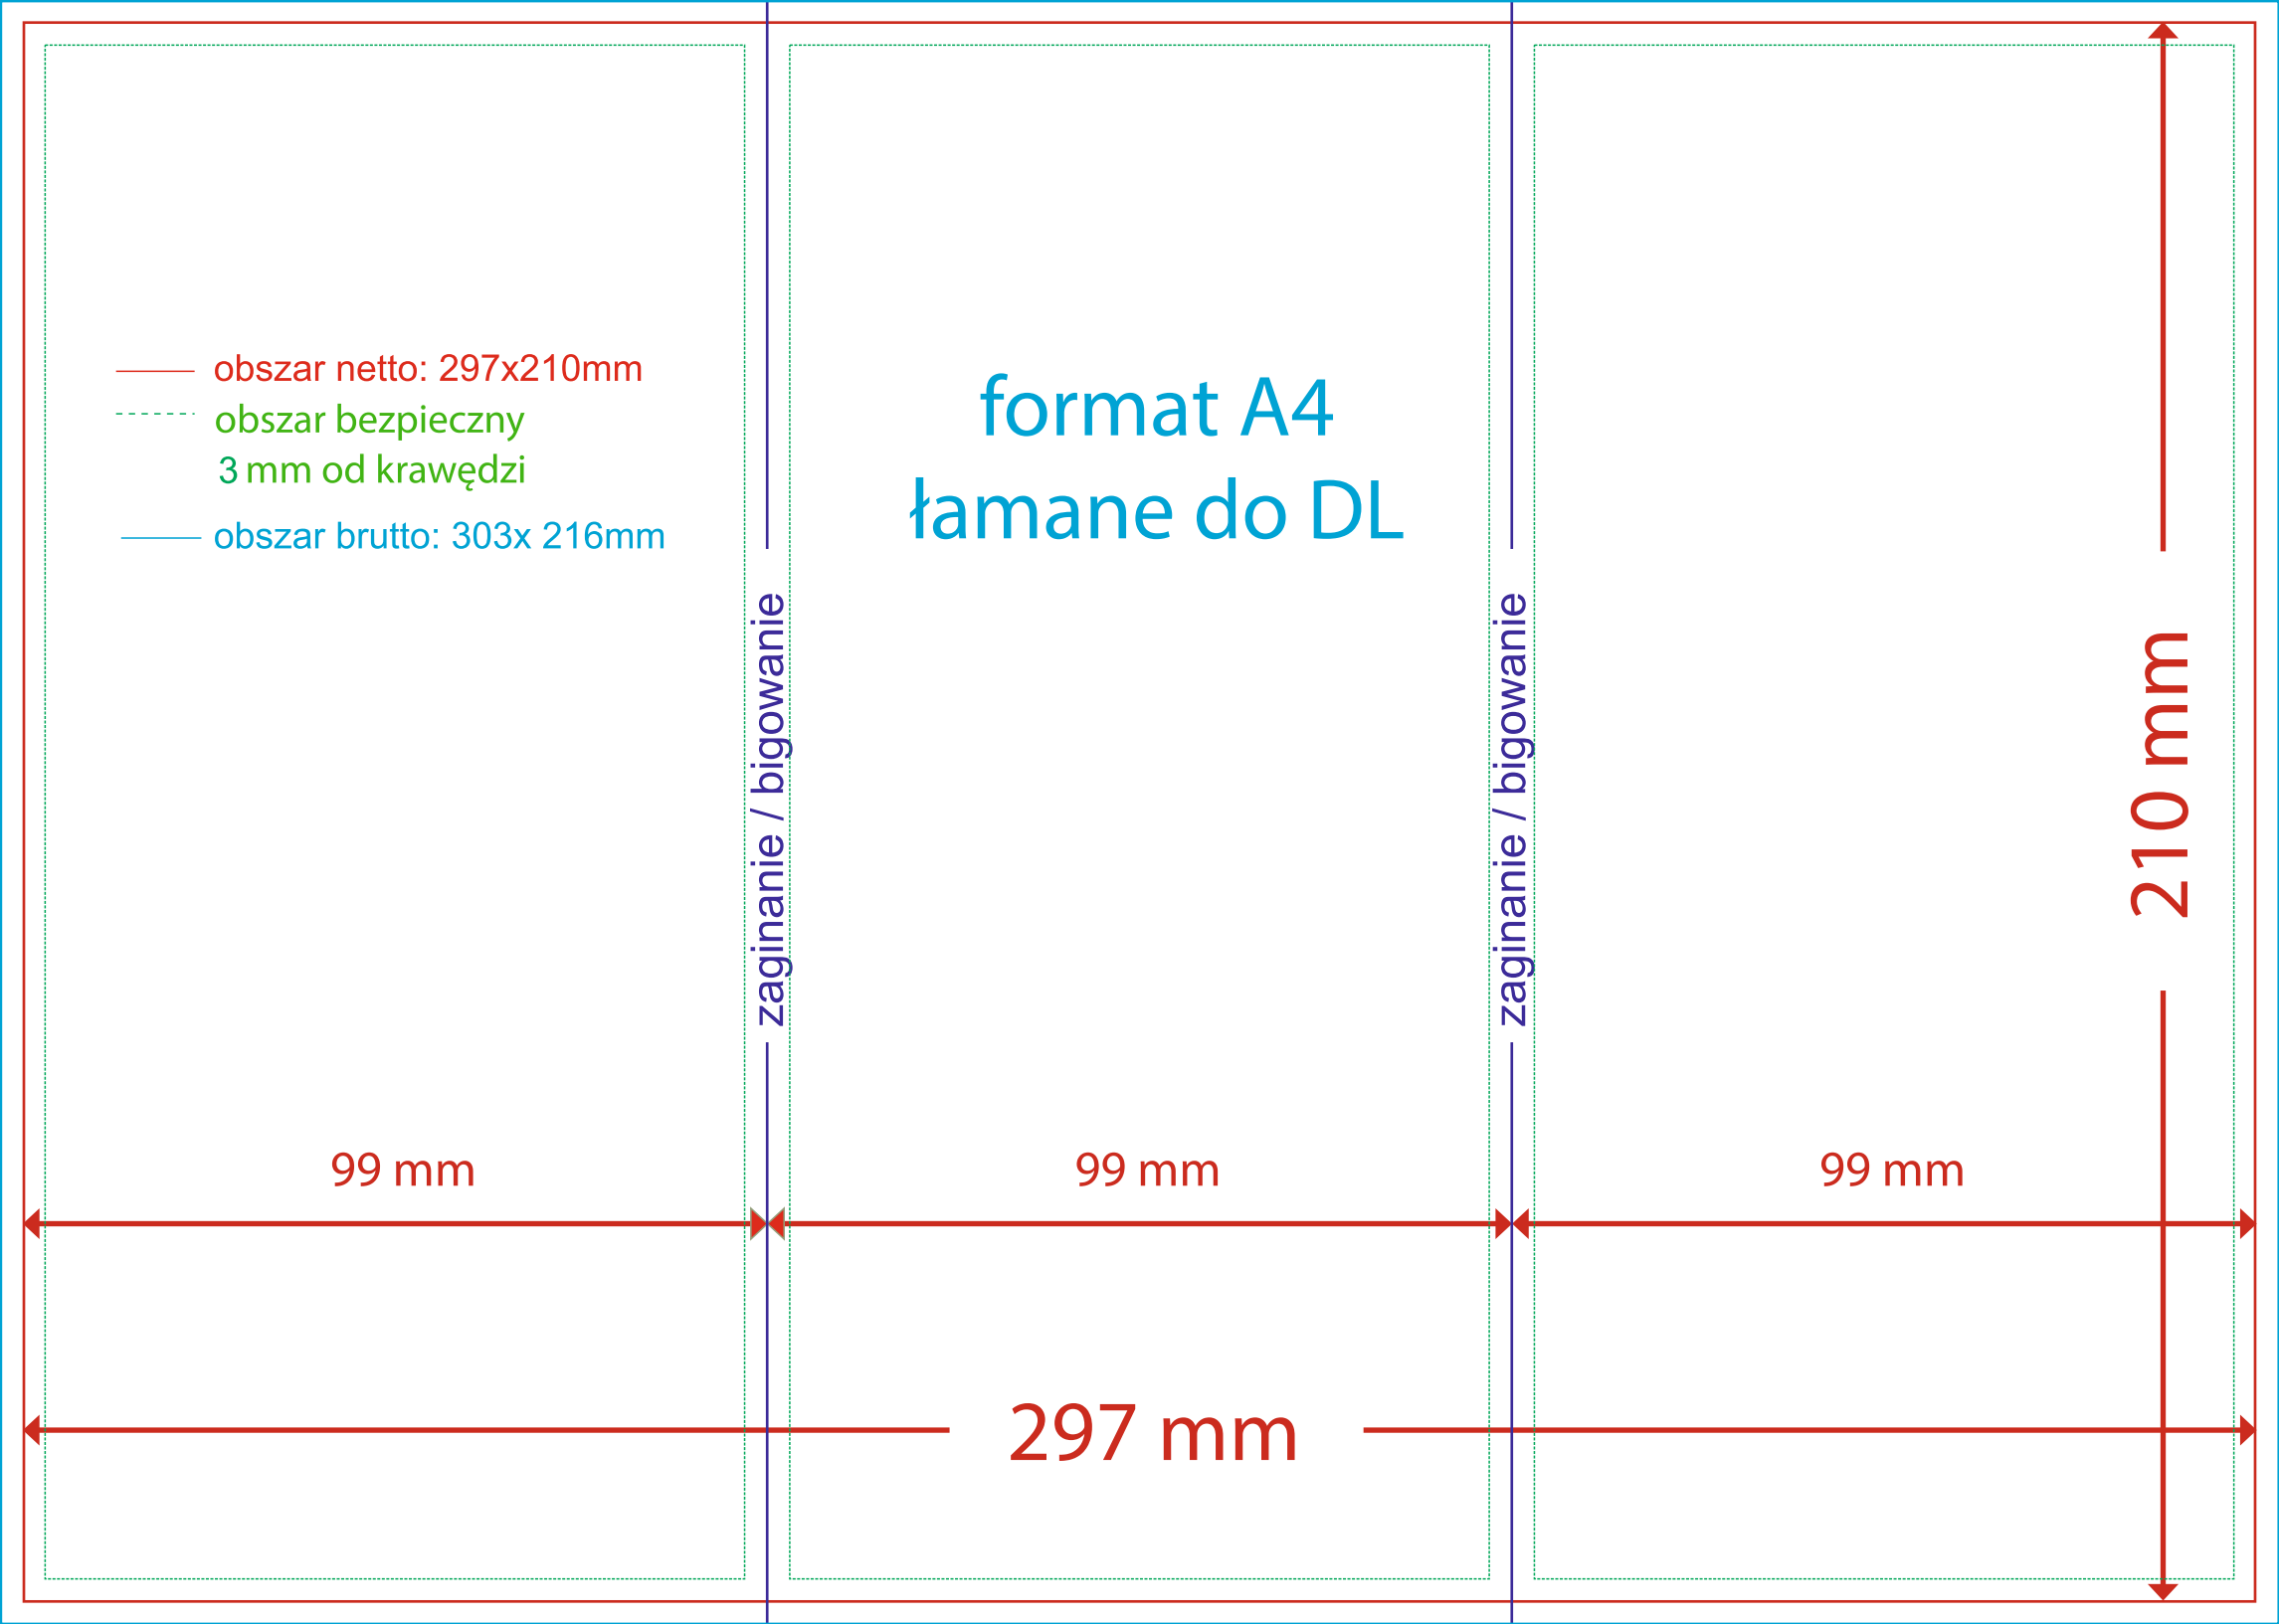 obszar netto: 297x210mm
obszar bezpieczny
3 mm od krawędzi
obszar brutto: 303x 216mm
format A4
łamane do DL
zaginanie / bigowanie
zaginanie / bigowanie
210 mm
99 mm
99 mm
99 mm
297 mm